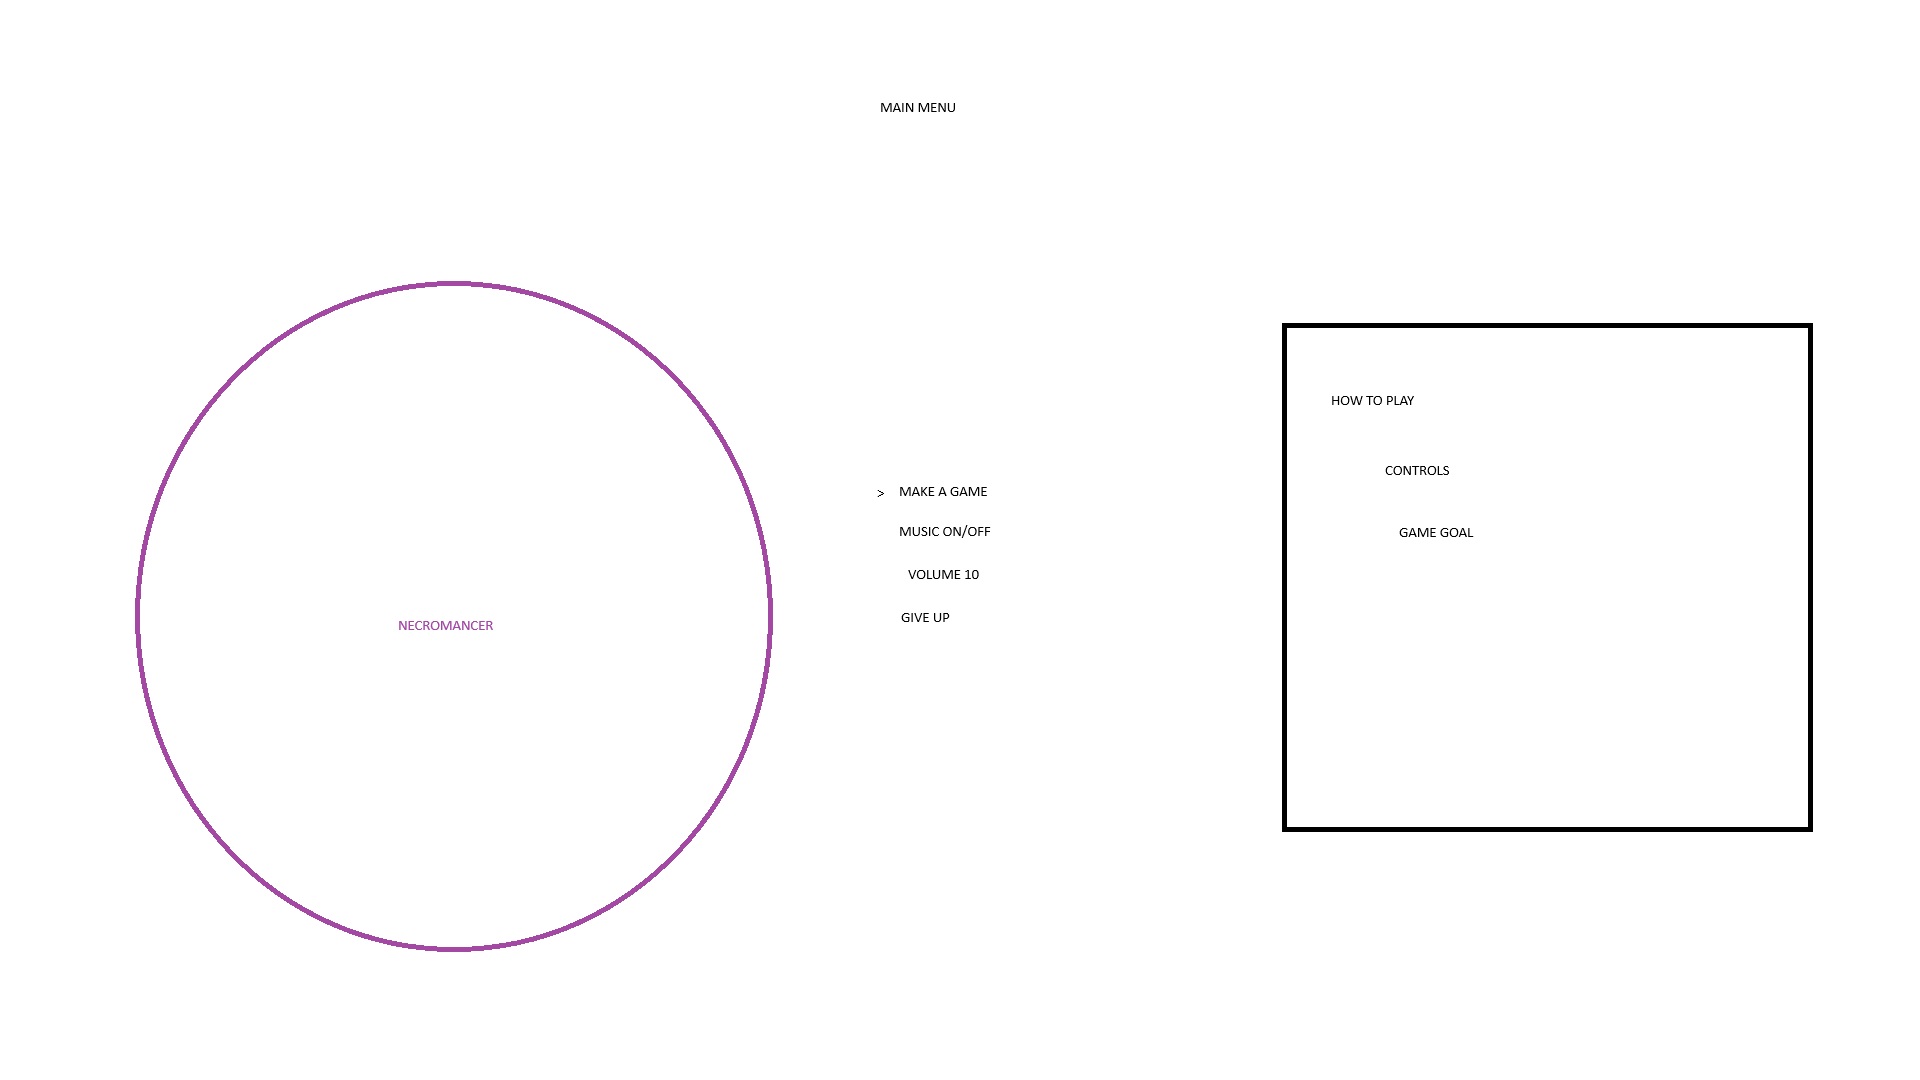 MAIN MENU
NECROMANCER
> MAKE A GAME
MUSIC ON/OFF
VOLUME 10
GIVE UP
HOW TO PLAY
CONTROLS
GAME GOAL